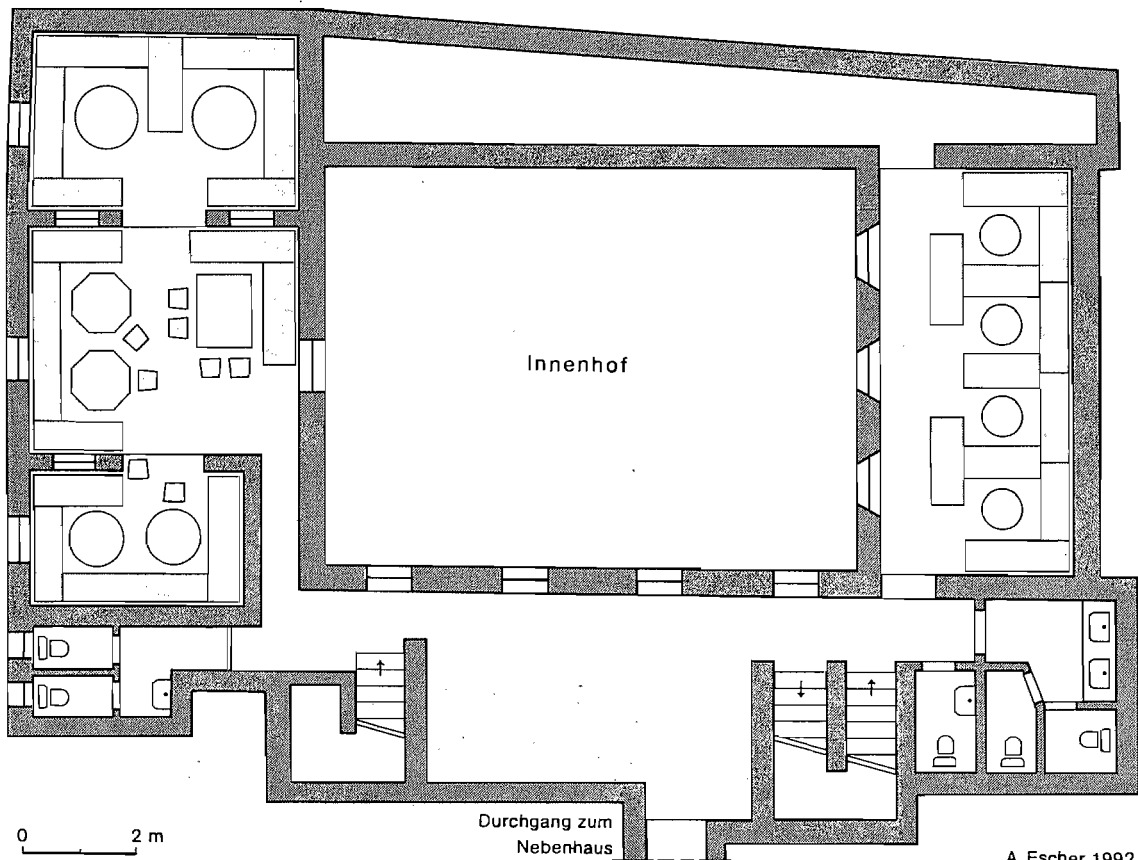 Innenhof
0 2 m
Durchgang zum
Nebenhaus
A. Escher 1992